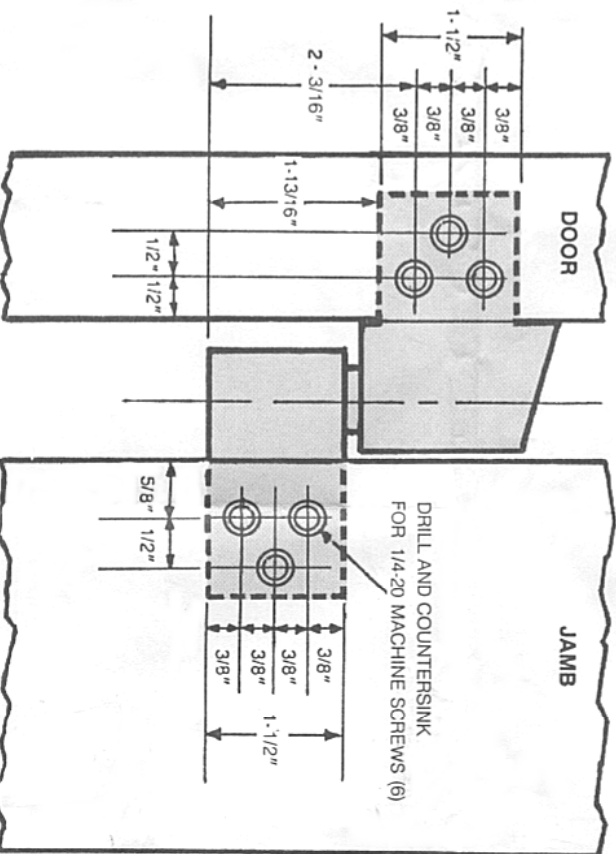 1- 1/2"
2 - 3/16"
3/8"
3/8"
3/8"
3/8"
1-13/16"
DOOR
1/2" 1/2"
DRILL AND COUNTERSINK
FOR 1/4-20 MACHINE SCREWS (6)
JAMB
5/8" 1/2"
3/8"
3/8"
3/8"
3/8"
1-1/2"